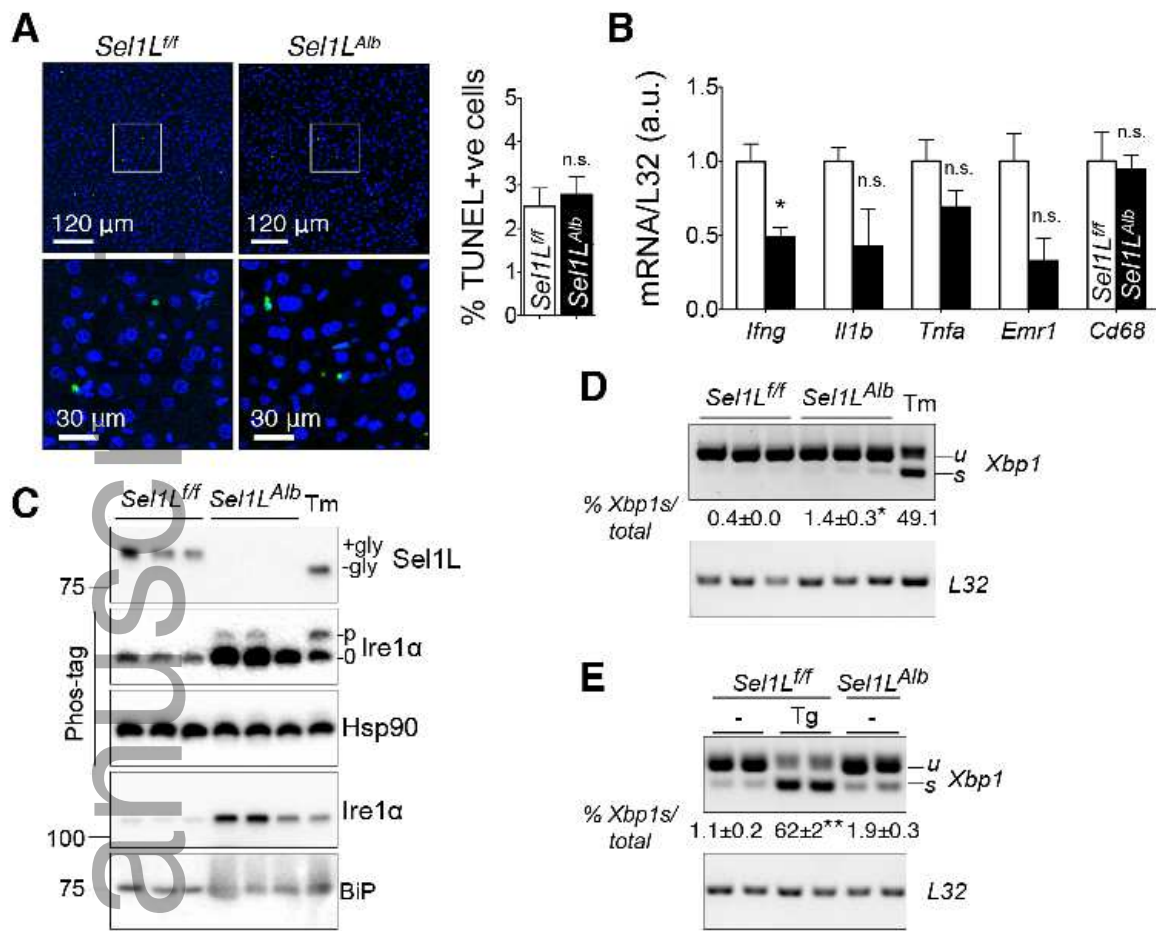 A
Sel1L^f/f Sel1L^Alb
120 μm
120 μm
30 μm
30 μm
% TUNEL+ve cells
5
4
3
2
1
0
n.s.
Sel1L^f/f
Sel1L^Alb
B
mRNA/L32 (a.u.)
1.5
1.0
0.5
0.0
* n.s. n.s. n.s. n.s.
Sel1L^f/f
Sel1L^Alb
Ifng Il1b Tnfa Emr1 Cd68
C
Sel1L^f/f Sel1L^Alb Tm
+gly
-gly
Sel1L
75
Phos-tag
p
0
Ire1α
Hsp90
Ire1α
100
75
BiP
D
Sel1L^f/f Sel1L^Alb Tm
u
s
Xbp1
% Xbp1s/
total
0.4±0.0 1.4±0.3* 49.1
L32
E
Sel1L^f/f Sel1L^Alb
- Tg -
u
s
Xbp1
% Xbp1s/
total
1.1±0.2 62±2** 1.9±0.3
L32